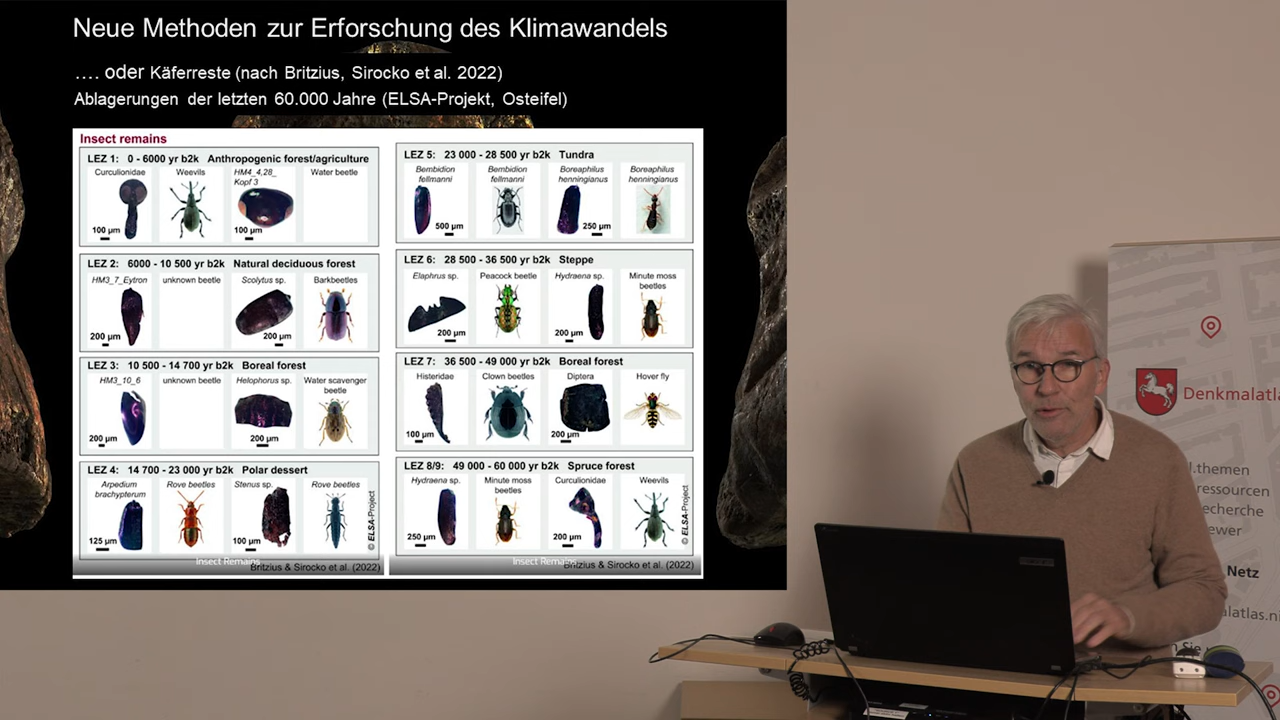 Neue Methoden zur Erforschung des Klimawandels
…. oder Käferreste (nach Britzius, Sirocko et al. 2022)
Ablagerungen der letzten 60.000 Jahre (ELSA-Projekt, Osteifel)
Insect remains
LEZ 1: 0 - 6000 yr b2k Anthropogenic forest/agriculture
Curculionidae
Weevils
HM4_4,28_
Kopf 3
Water beetle
100 µm
100 µm
LEZ 2: 6000 - 10 500 yr b2k Natural deciduous forest
HM3_7_Eytron
unknown beetle
Scolytus sp.
Barkbeetles
200 µm
200 µm
LEZ 3: 10 500 - 14 700 yr b2k Boreal forest
HM3_10_6
unknown beetle
Helophorus sp.
Water scavenger
beetle
200 µm
200 µm
LEZ 4: 14 700 - 23 000 yr b2k Polar dessert
Arpedium
brachypterum
Rove beetles
Stenus sp.
Rove beetles
125 µm
100 µm
© ELSA-Project
Insect Remains
Britzius & Sirocko et al. (2022)
LEZ 5: 23 000 - 28 500 yr b2k Tundra
Bembidion
fellmanni
Bembidion
fellmanni
Boreaphilus
henningianus
Boreaphilus
henningianus
500 µm
250 µm
LEZ 6: 28 500 - 36 500 yr b2k Steppe
Elaphrus sp.
Peacock beetle
Hydraena sp.
Minute moss
beetles
200 µm
200 µm
LEZ 7: 36 500 - 49 000 yr b2k Boreal forest
Histeridae
Clown beetles
Diptera
Hover fly
100 µm
200 µm
LEZ 8/9: 49 000 - 60 000 yr b2k Spruce forest
Hydraena sp.
Minute moss
beetles
Curculionidae
Weevils
250 µm
200 µm
© ELSA-Project
Insect Remains
Britzius & Sirocko et al. (2022)
Denkmalatla
l.themen
ressourcen
echerche
ewer
Netz
alatlas.ni